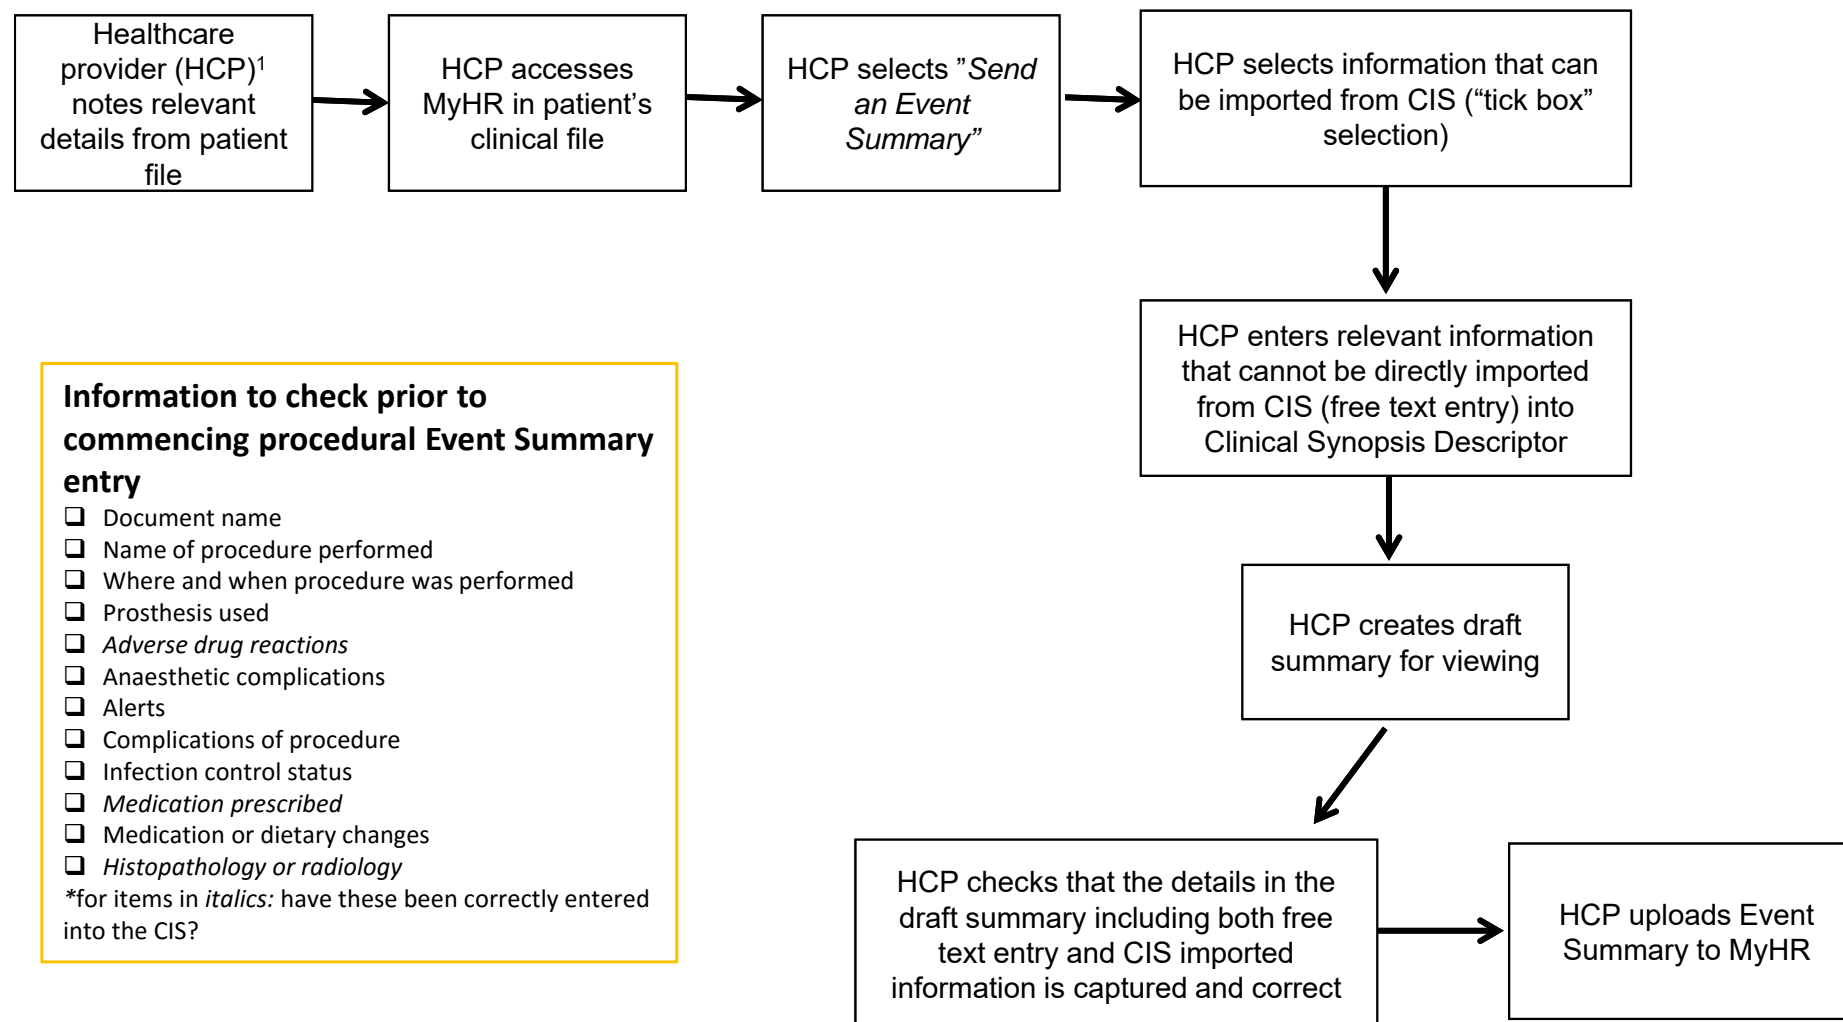 Healthcare
provider (HCP)1
notes relevant
details from patient
file
HCP accesses
MyHR in patient's
clinical file
HCP selects "Send
an Event
Summary"
HCP selects information that can
be imported from CIS ("tick box"
selection)
HCP enters relevant information
that cannot be directly imported
from CIS (free text entry) into
Clinical Synopsis Descriptor
HCP creates draft
summary for viewing
HCP checks that the details in the
draft summary including both free
text entry and CIS imported
information is captured and correct
HCP uploads Event
Summary to MyHR
Information to check prior to
commencing procedural Event Summary
entry
❑ Document name
❑ Name of procedure performed
❑ Where and when procedure was performed
❑ Prosthesis used
❑ Adverse drug reactions
❑ Anaesthetic complications
❑ Alerts
❑ Complications of procedure
❑ Infection control status
❑ Medication prescribed
❑ Medication or dietary changes
❑ Histopathology or radiology
*for items in italics: have these been correctly entered
into the CIS?